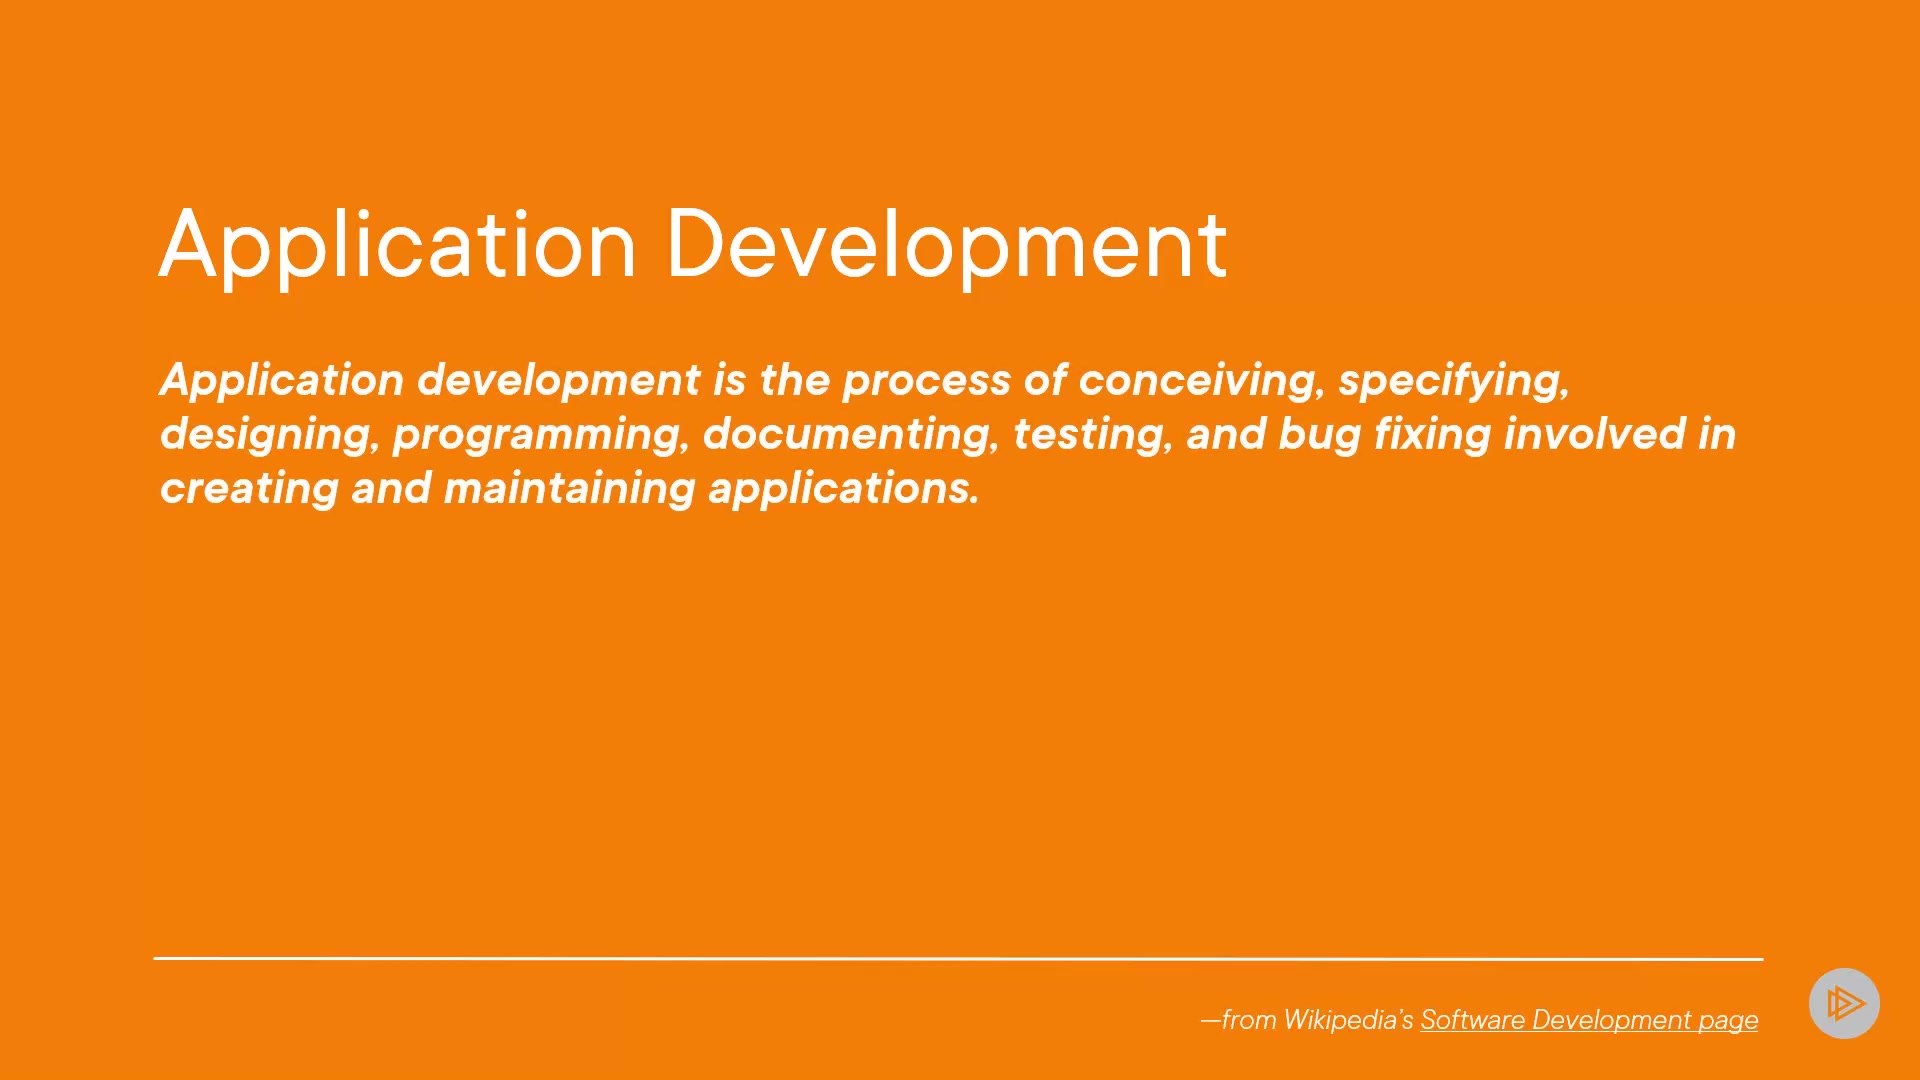 Application Development
Application development is the process of conceiving, specifying,
designing, programming, documenting, testing, and bug fixing involved in
creating and maintaining applications.
—from Wikipedia’s Software Development page